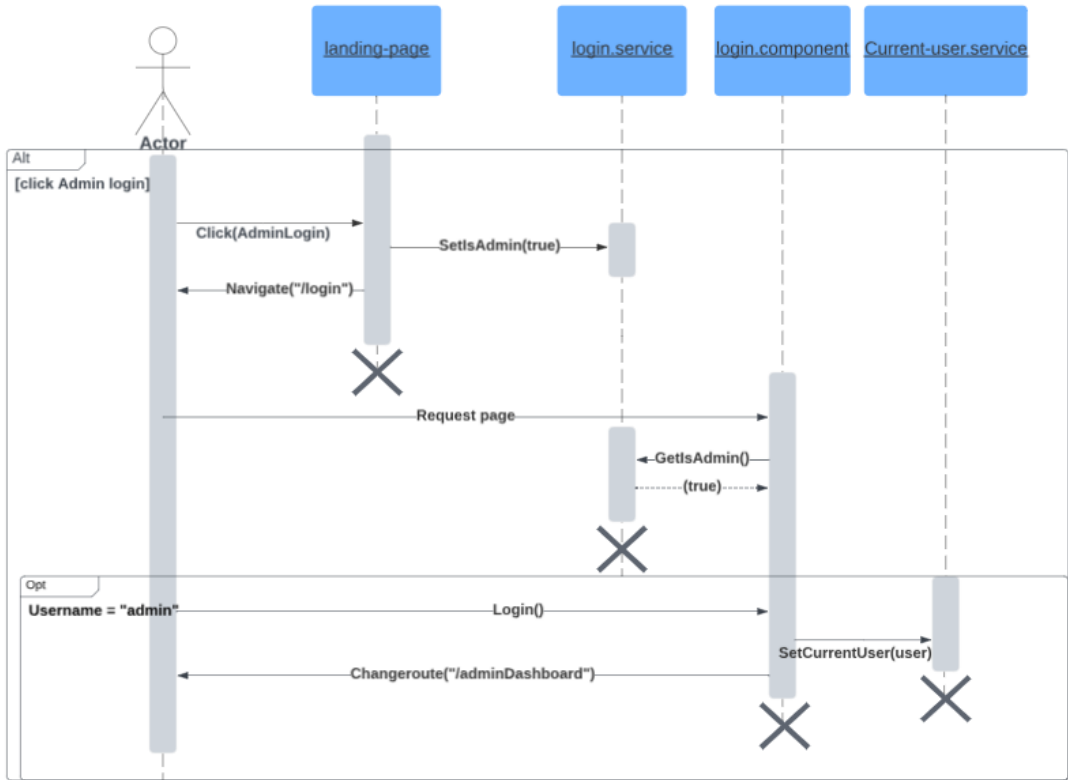 landing-page
login.service
login.component
Current-user.service
Actor
Alt
[click Admin login]
Click(AdminLogin)
SetIsAdmin(true)
Navigate("/login")
Request page
GetIsAdmin()
(true)
Opt
Username = "admin"
Login()
SetCurrentUser(user)
Changeroute("/adminDashboard")